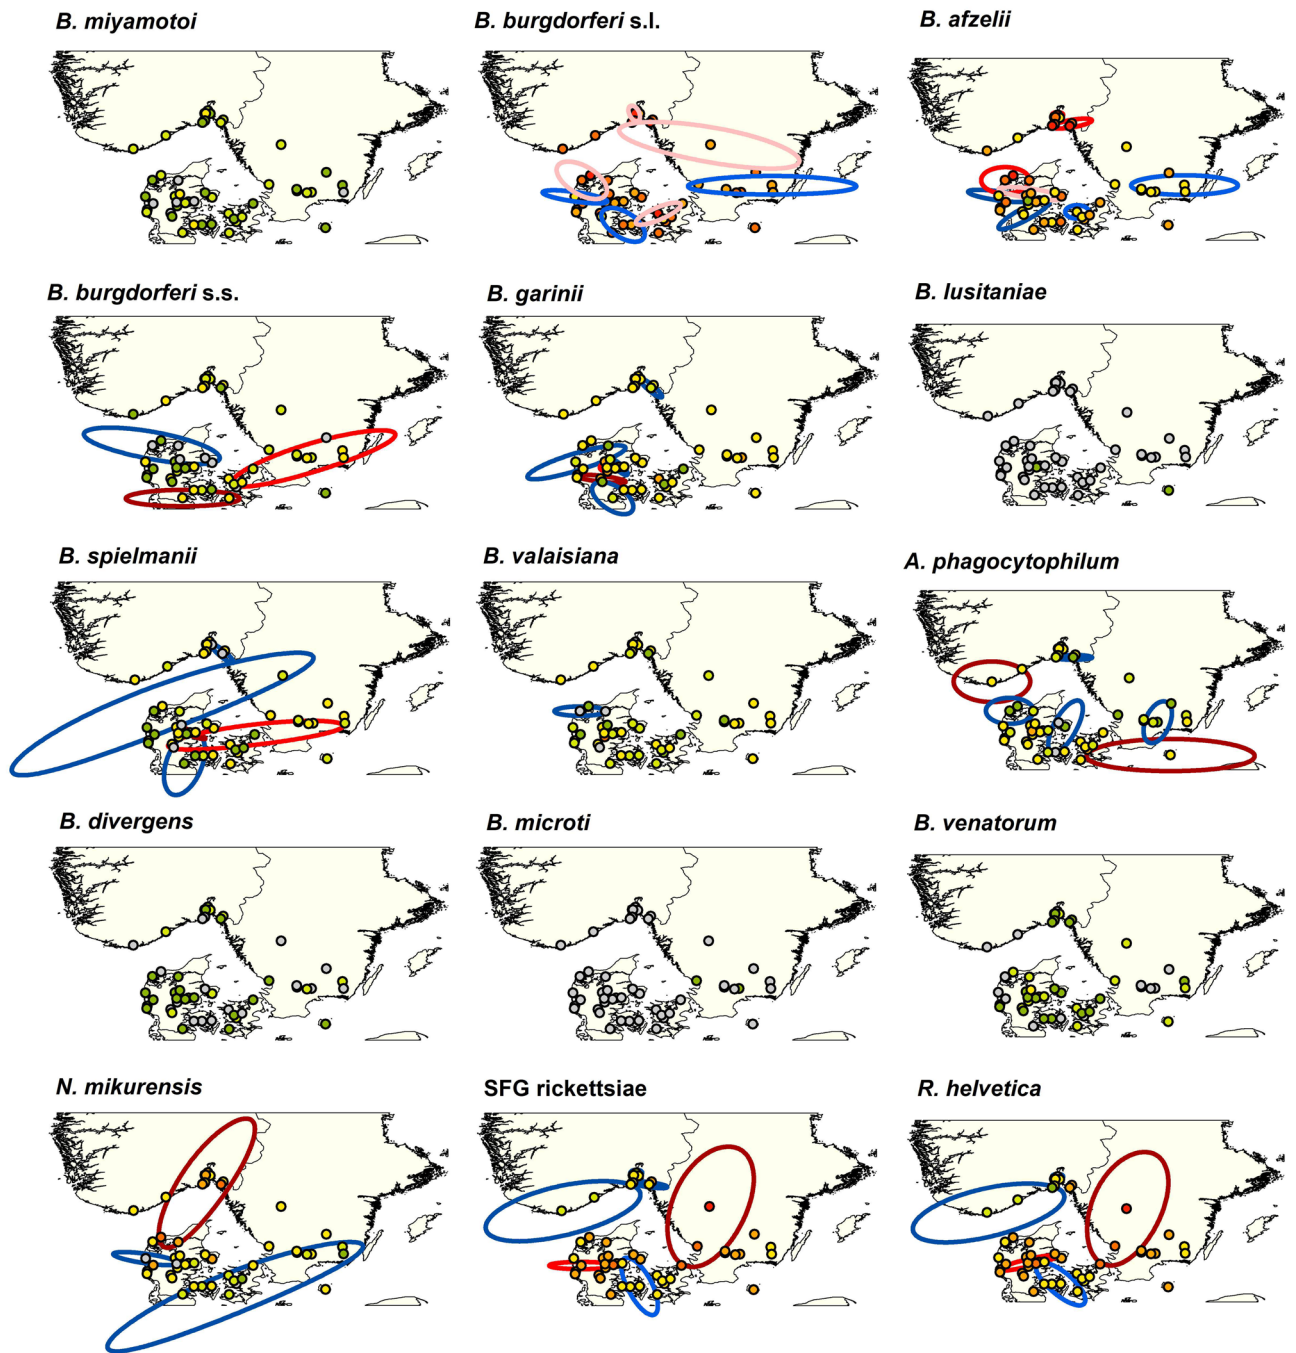 B. miyamotoi
B. burgdorferi s.l.
B. afzelii
B. burgdorferi s.s.
B. garinii
B. lusitaniae
B. spielmanii
B. valaisiana
A. phagocytophilum
B. divergens
B. microti
B. venatorum
N. mikurensis
SFG rickettsiae
R. helvetica